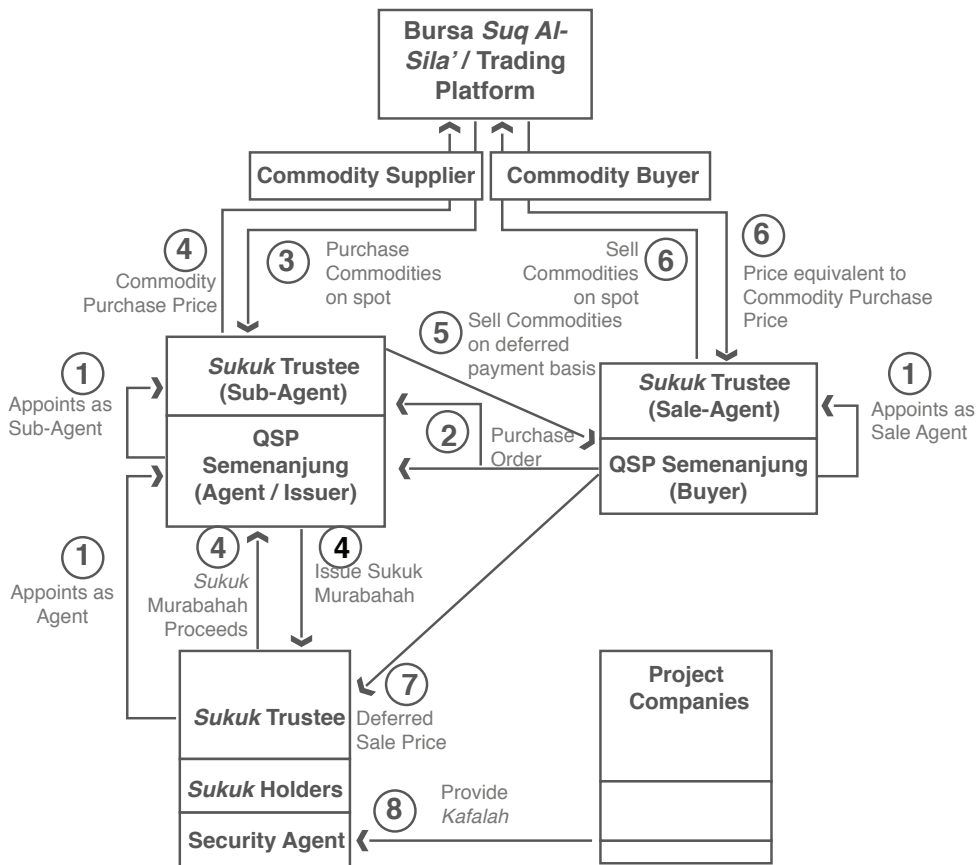 Bursa Suq Al-
Sila’ / Trading
Platform
Commodity Supplier
Commodity Buyer
4
Commodity
Purchase Price
3
Purchase
Commodities
on spot
Sell
Commodities
on spot
6
6
Price equivalent to
Commodity Purchase
Price
5
Sell Commodities
on deferred
payment basis
1
Appoints as
Sub-Agent
Sukuk Trustee
(Sub-Agent)
QSP
Semenanjung
(Agent / Issuer)
2
Purchase
Order
Sukuk Trustee
(Sale-Agent)
QSP Semenanjung
(Buyer)
1
Appoints as
Sale Agent
1
Appoints as
Agent
4
Sukuk
Murabahah
Proceeds
4
Issue Sukuk
Murabahah
7
Deferred
Sale Price
Sukuk Trustee
Sukuk Holders
Security Agent
8
Provide
Kafalah
Project
Companies